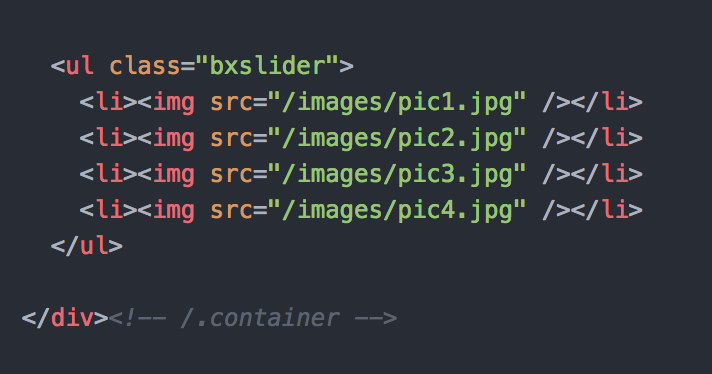 <ul class="bxslider">
<li><img src="/images/pic1.jpg" /></li>
<li><img src="/images/pic2.jpg" /></li>
<li><img src="/images/pic3.jpg" /></li>
<li><img src="/images/pic4.jpg" /></li>
</ul>
</div><!-- /.container -->